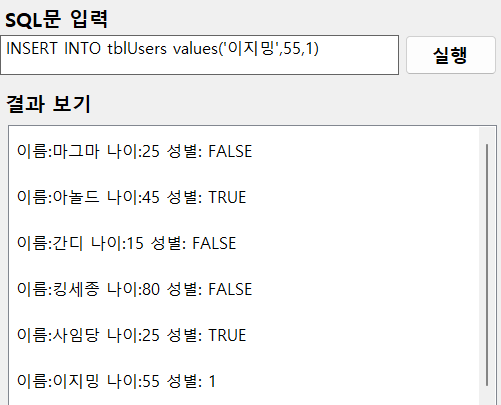 SQL문 입력
INSERT INTO tblUsers values('이지밍',55,1)
실행
결과 보기
이름:마그마 나이:25 성별: FALSE
이름:아놀드 나이:45 성별: TRUE
이름:간디 나이:15 성별: FALSE
이름:킹세종 나이:80 성별: FALSE
이름:사임당 나이:25 성별: TRUE
이름:이지밍 나이:55 성별: 1